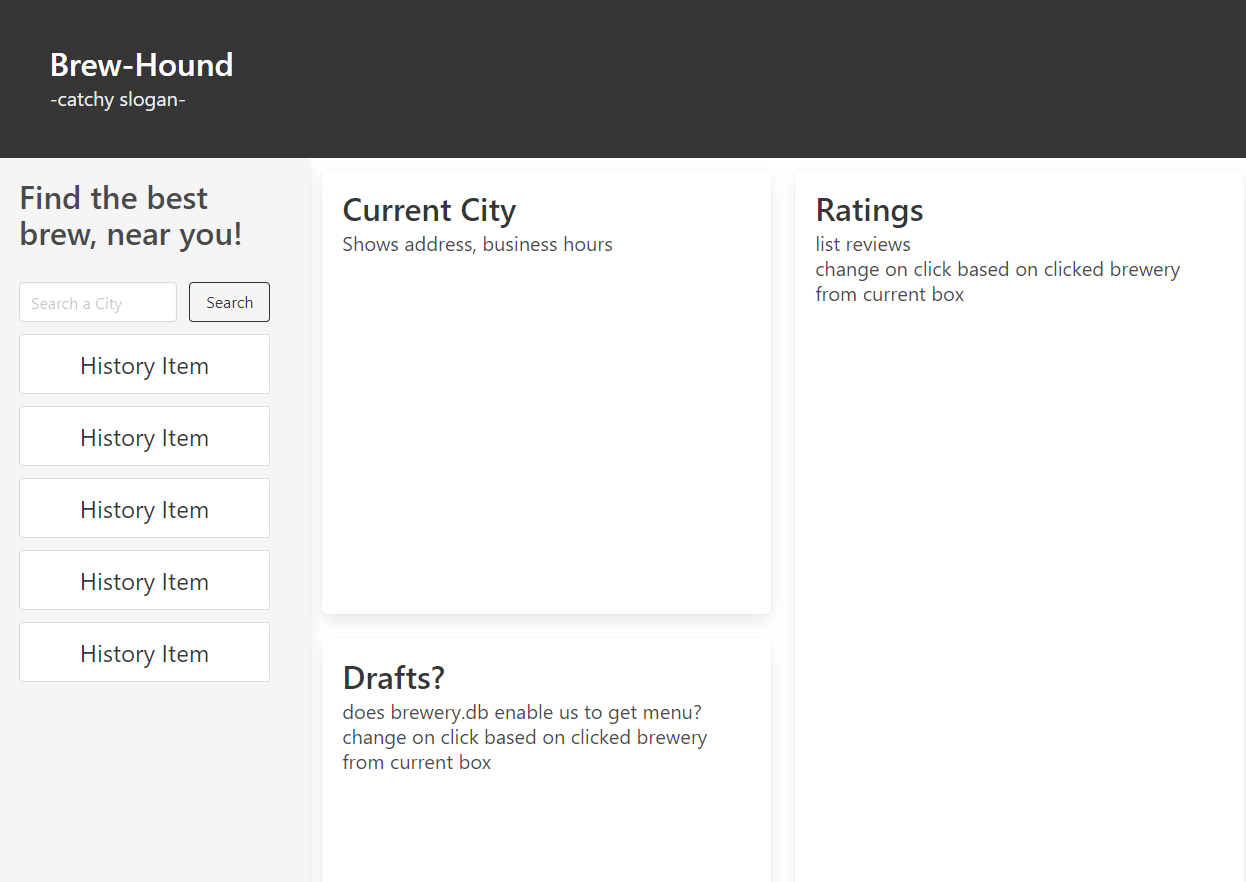 Brew-Hound
-catchy slogan-
Find the best
brew, near you!
Search a City
Search
History Item
History Item
History Item
History Item
History Item
Current City
Shows address, business hours
Drafts?
does brewery.db enable us to get menu?
change on click based on clicked brewery
from current box
Ratings
list reviews
change on click based on clicked brewery
from current box